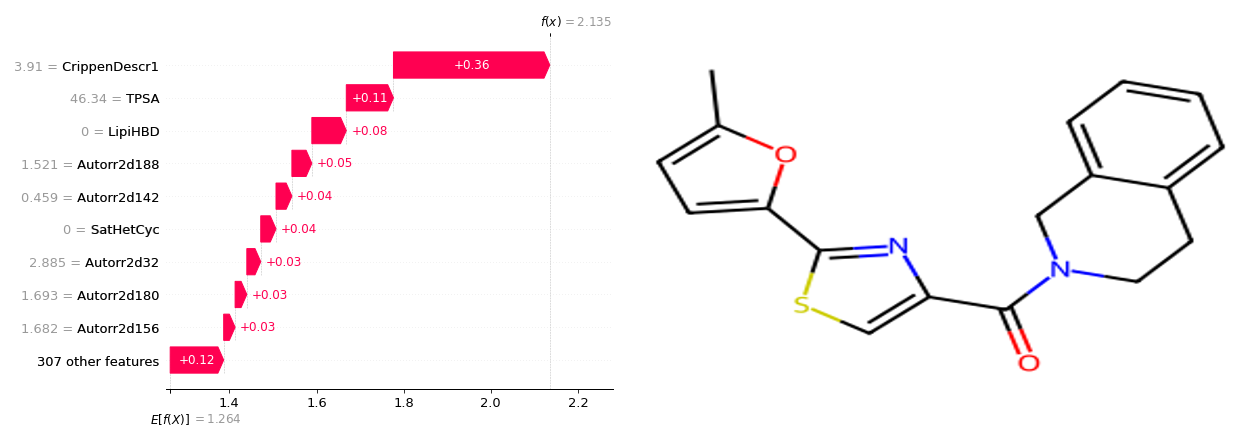 f(x) = 2.135
3.91 = CrippenDescr1
+0.36
46.34 = TPSA
+0.11
0 = LipiHBD
+0.08
1.521 = Autorr2d188
+0.05
0.459 = Autorr2d142
+0.04
0 = SatHetCyc
+0.04
2.885 = Autorr2d32
+0.03
1.693 = Autorr2d180
+0.03
1.682 = Autorr2d156
+0.03
307 other features
+0.12
1.4 1.6 1.8 2.0 2.2
E[f(X)] = 1.264
O
N
S
N
O